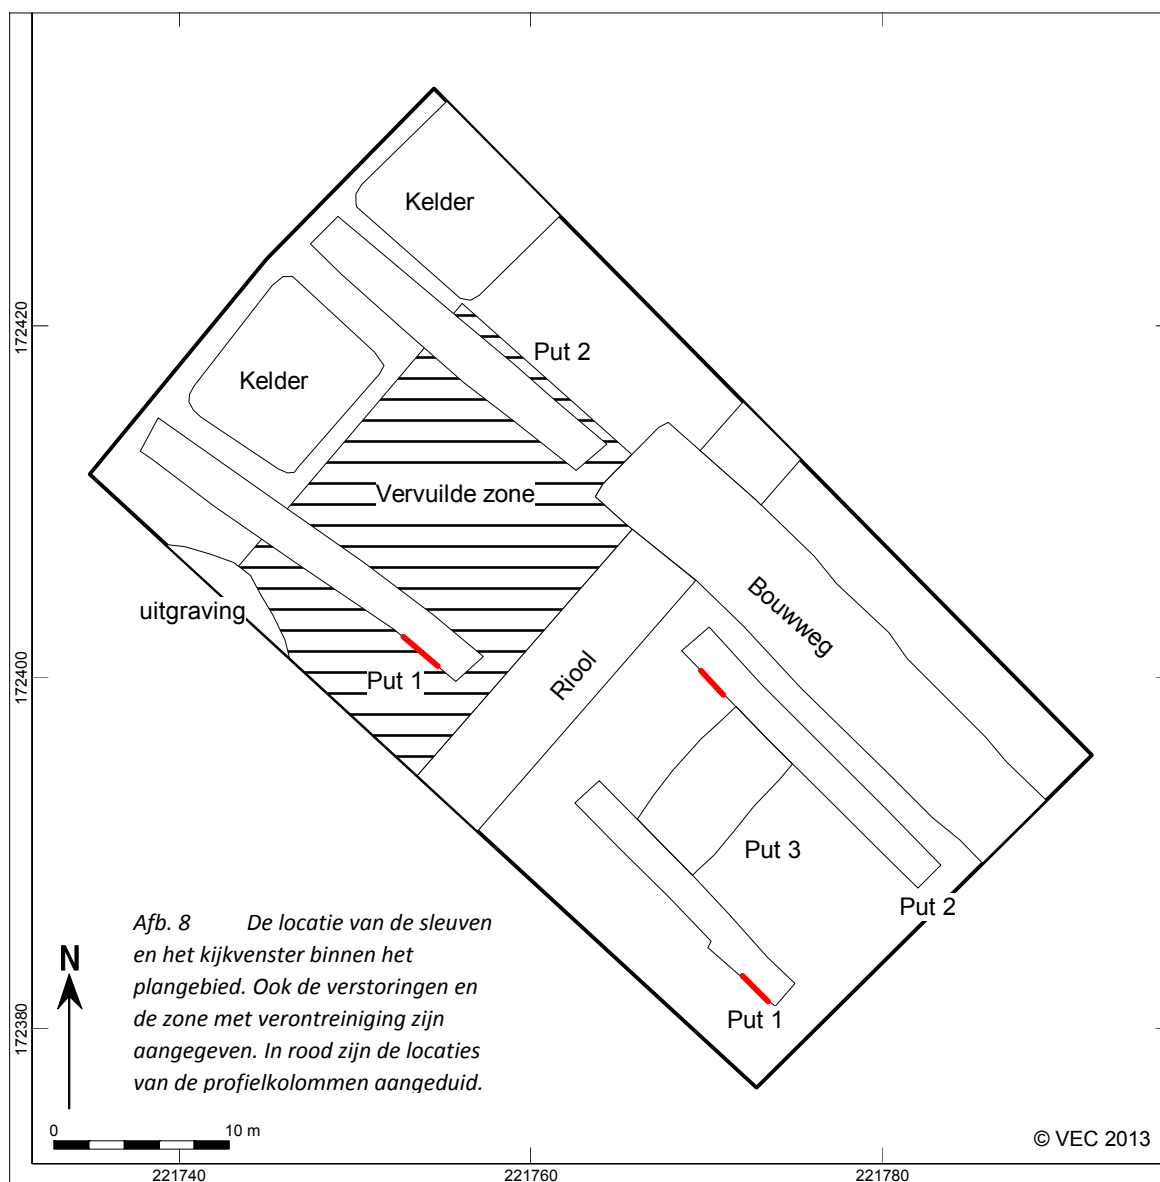 Kelder
172420
Put 2
Kelder
Vervuilde zone
Bouwweg
uitgraving
Riool
Put 1
172400
Put 3
Put 2
Afb. 8 De locatie van de sleuven
en het kijkvenster binnen het
plangebied. Ook de verstoringen en
de zone met verontreiniging zijn
aangegeven. In rood zijn de locaties
van de profielkolommen aangeduid.
N
Put 1
172380
0 10 m
© VEC 2013
221740 221760 221780